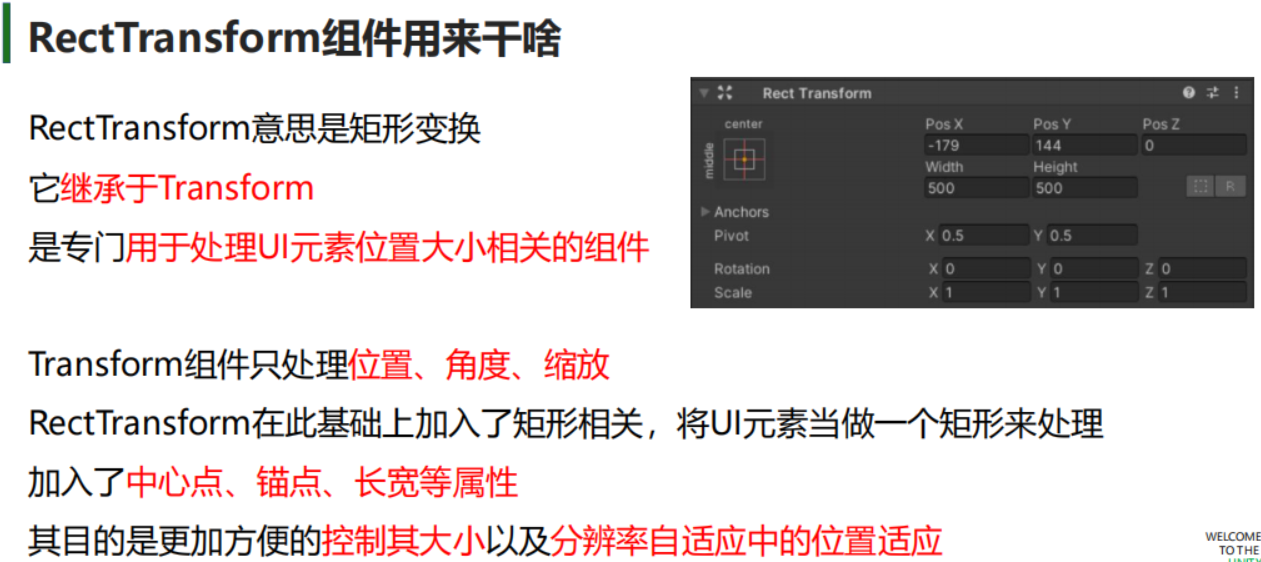 RectTransform组件用来干啥
RectTransform意思是矩形变换
它继承于Transform
是专门用于处理UI元素位置大小相关的组件
Rect Transform
center
middle
Pos X Pos Y Pos Z
-179 144 0
Width Height
500 500
R
Anchors
Pivot X 0.5 Y 0.5
Rotation X 0 Y 0 Z 0
Scale X 1 Y 1 Z 1
Transform组件只处理位置、角度、缩放
RectTransform在此基础上加入了矩形相关，将UI元素当做一个矩形来处理
加入了中心点、锚点、长宽等属性
其目的是更加方便的控制其大小以及分辨率自适应中的位置适应
WELCOME
TO THE